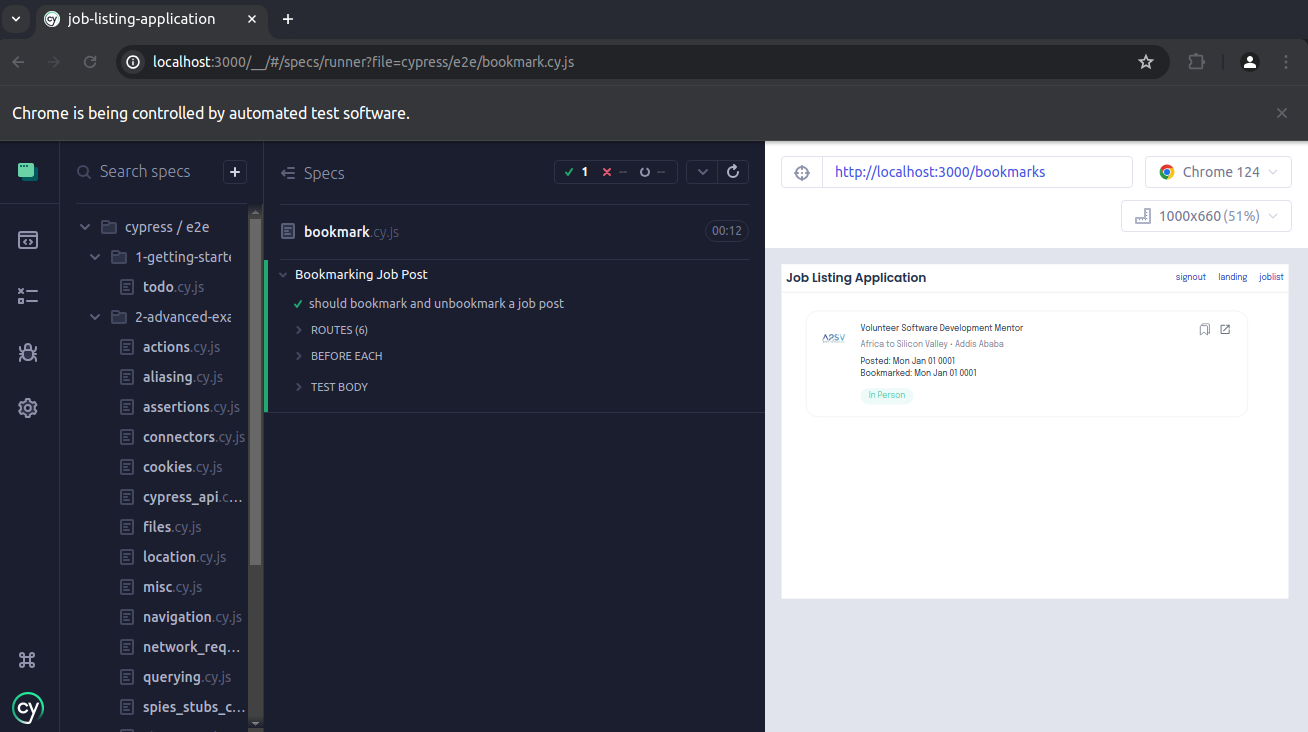 job-listing-application
localhost:3000/__/#/specs/runner?file=cypress/e2e/bookmark.cy.js
Chrome is being controlled by automated test software.
Search specs
cypress / e2e
1-getting-starte
todo.cy.js
2-advanced-exa
actions.cy.js
aliasing.cy.js
assertions.cy.js
connectors.cy.js
cookies.cy.js
cypress_api.c...
files.cy.js
location.cy.js
misc.cy.js
navigation.cy.js
network_req...
querying.cy.js
spies_stubs_c...
cy
Specs
1 -- --
bookmark.cy.js 00:12
Bookmarking Job Post
should bookmark and unbookmark a job post
ROUTES (6)
BEFORE EACH
TEST BODY
http://localhost:3000/bookmarks
Chrome 124
1000x660 (51%)
Job Listing Application signout landing joblist
A2SV
Volunteer Software Development Mentor
Africa to Silicon Valley • Addis Ababa
Posted: Mon Jan 01 0001
Bookmarked: Mon Jan 01 0001
In Person